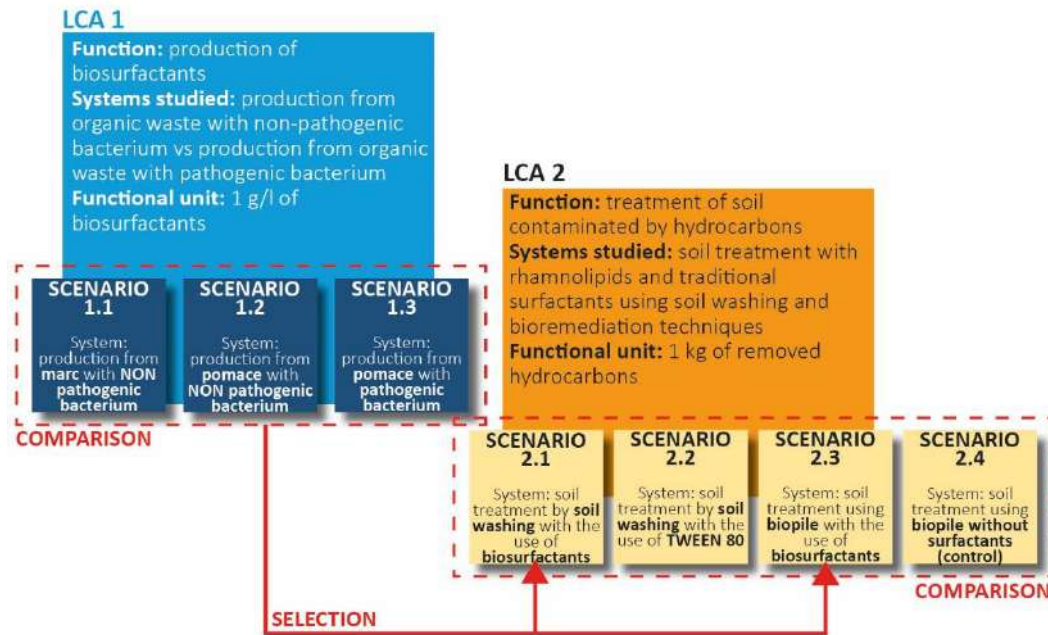 LCA 1
Function: production of
biosurfactants
Systems studied: production from
organic waste with non-pathogenic
bacterium vs production from organic
waste with pathogenic bacterium
Functional unit: 1 g/l of
biosurfactants
SCENARIO
1.1
System:
production from
marc with NON
pathogenic
bacterium
SCENARIO
1.2
System:
production from
pomace with
NON pathogenic
bacterium
SCENARIO
1.3
System:
production from
pomace with
pathogenic
bacterium
COMPARISON
LCA 2
Function: treatment of soil
contaminated by hydrocarbons
Systems studied: soil treatment with
rhamnolipids and traditional
surfactants using soil washing and
bioremediation techniques
Functional unit: 1 kg of removed
hydrocarbons
SCENARIO
2.1
System: soil
treatment by soil
washing with the
use of
biosurfactants
SCENARIO
2.2
System: soil
treatment by soil
washing with the
use of TWEEN 80
SCENARIO
2.3
System: soil
treatment using
biopile with the
use of
biosurfactants
SCENARIO
2.4
System: soil
treatment using
biopile without
surfactants
(control)
COMPARISON
SELECTION